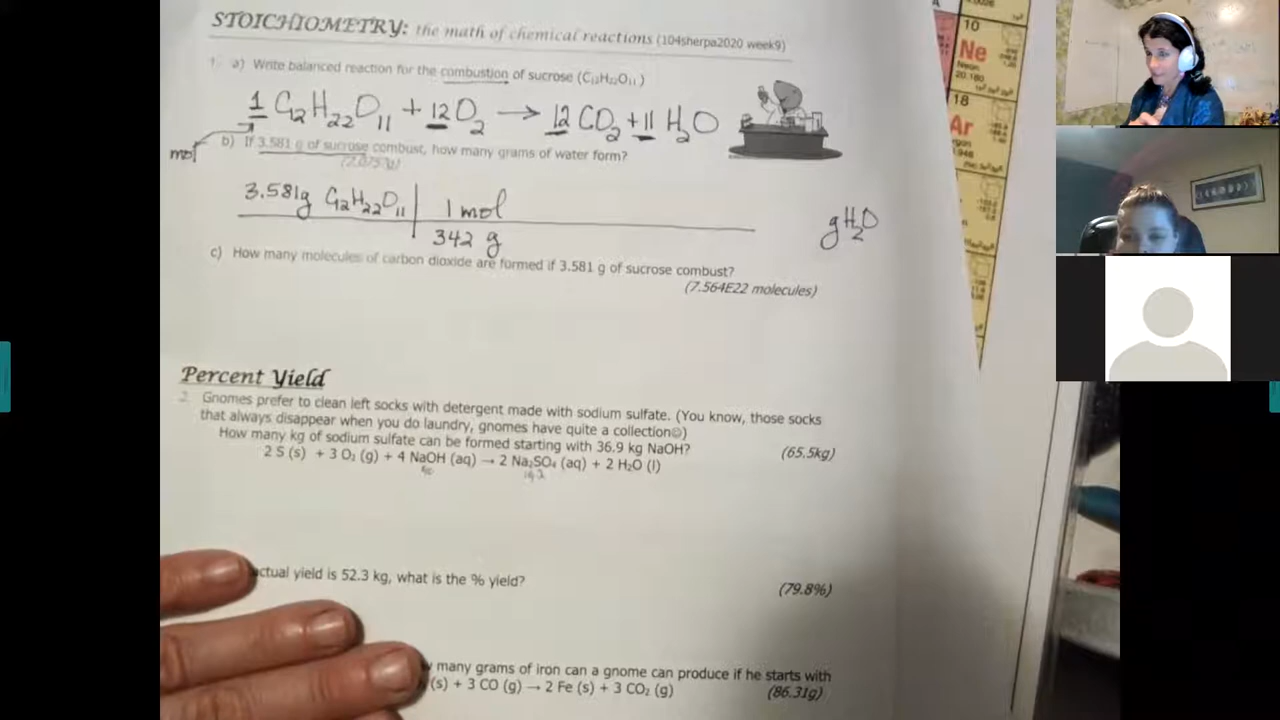 STOICHIOMETRY: the math of chemical reactions (104sherpa2020 week9)
1. a) Write balanced reaction for the combustion of sucrose (C₁₂H₂₂O₁₁)
1 C₁₂H₂₂O₁₁ + 12 O₂ → 12 CO₂ + 11 H₂O
mol
b) If 3.581 g of sucrose combust, how many grams of water form?
3.581g C₁₂H₂₂O₁₁ 1 mol
342 g
g H₂O
c) How many molecules of carbon dioxide are formed if 3.581 g of sucrose combust?
(7.564E22 molecules)
Percent Yield
2. Gnomes prefer to clean left socks with detergent made with sodium sulfate. (You know, those socks
that always disappear when you do laundry, gnomes have quite a collection☺)
How many kg of sodium sulfate can be formed starting with 36.9 kg NaOH? (65.5kg)
2 S (s) + 3 O₂ (g) + 4 NaOH (aq) → 2 Na₂SO₄ (aq) + 2 H₂O (l)
actual yield is 52.3 kg, what is the % yield? (79.8%)
many grams of iron can a gnome can produce if he starts with
(s) + 3 CO (g) → 2 Fe (s) + 3 CO₂ (g) (86.31g)
10
Ne
Neon
20.180
18
Ar